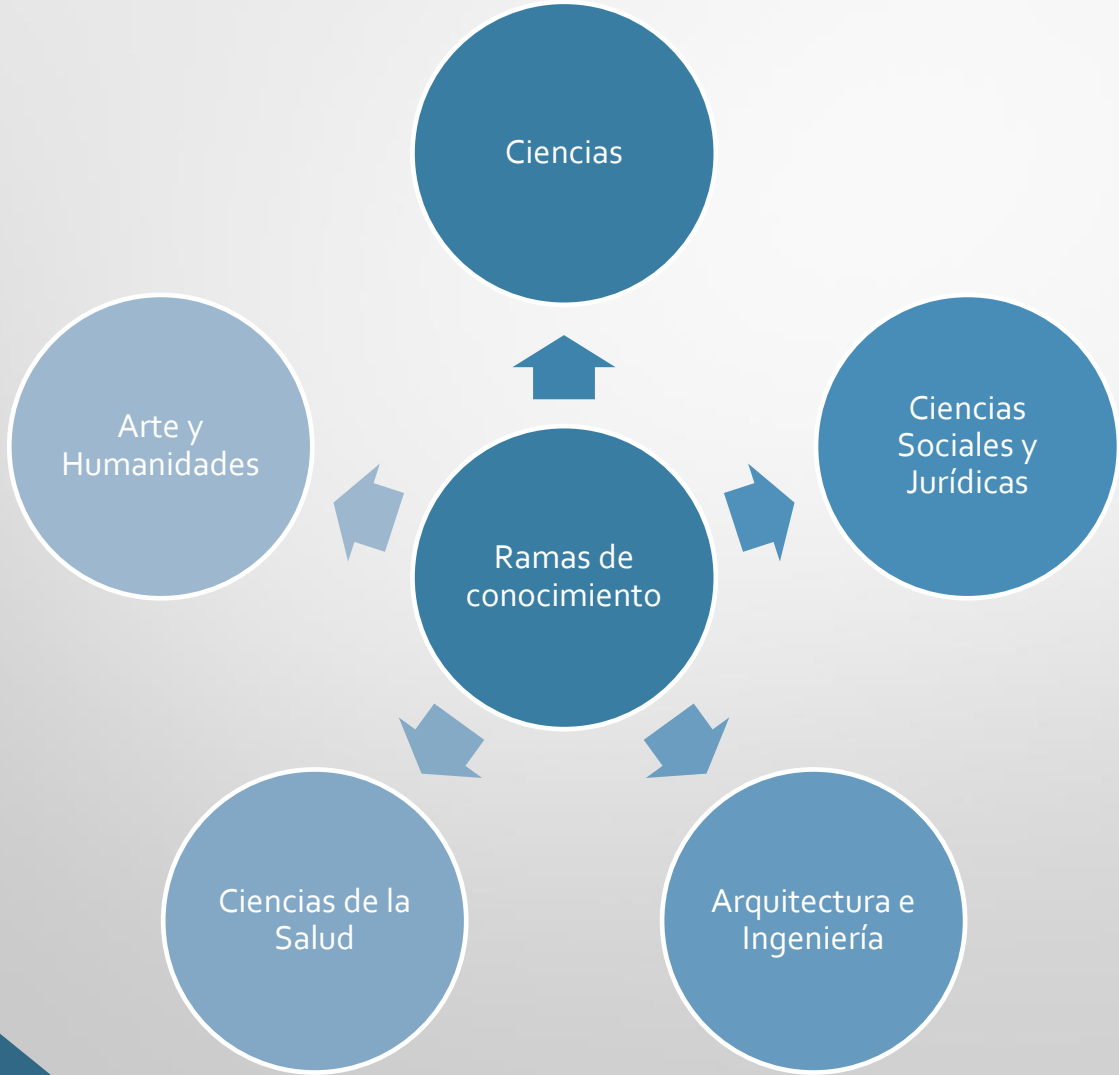 Ciencias
Ciencias
Sociales y
Jurídicas
Arquitectura e
Ingeniería
Ciencias de la
Salud
Arte y
Humanidades
Ramas de
conocimiento